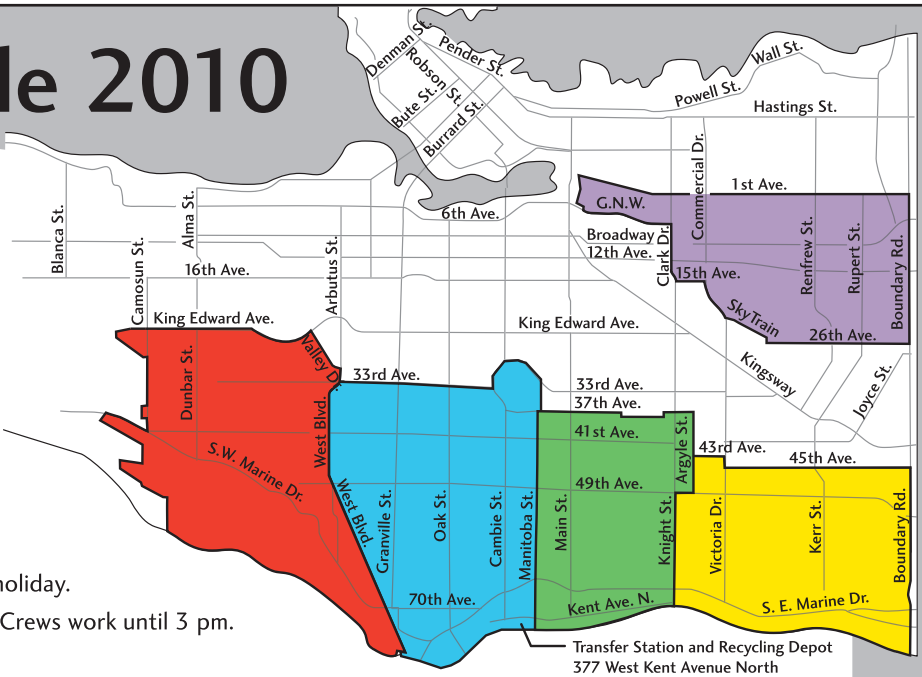 le 2010
Denman St.
Pender St.
Robson St.
Bute St.
Burrard St.
Wall St.
Powell St.
Hastings St.
Commercial Dr.
1st Ave.
G.N.W.
6th Ave.
Blanca St.
Alma St.
Camosun St.
Arbutus St.
Broadway
12th Ave.
Clark Dr.
15th Ave.
Renfrew St.
Rupert St.
Boundary Rd.
16th Ave.
SkyTrain
26th Ave.
King Edward Ave.
King Edward Ave.
Valley Dr.
Dunbar St.
33rd Ave.
33rd Ave.
37th Ave.
Kingsway
Joyce St.
West Blvd.
41st Ave.
Argyle St.
43rd Ave.
45th Ave.
S.W. Marine Dr.
West Blvd.
49th Ave.
Granville St.
Oak St.
Cambie St.
Manitoba St.
Main St.
Knight St.
Victoria Dr.
Kerr St.
Boundary Rd.
holiday.
70th Ave.
Kent Ave. N.
S. E. Marine Dr.
Crews work until 3 pm.
Transfer Station and Recycling Depot
377 West Kent Avenue North